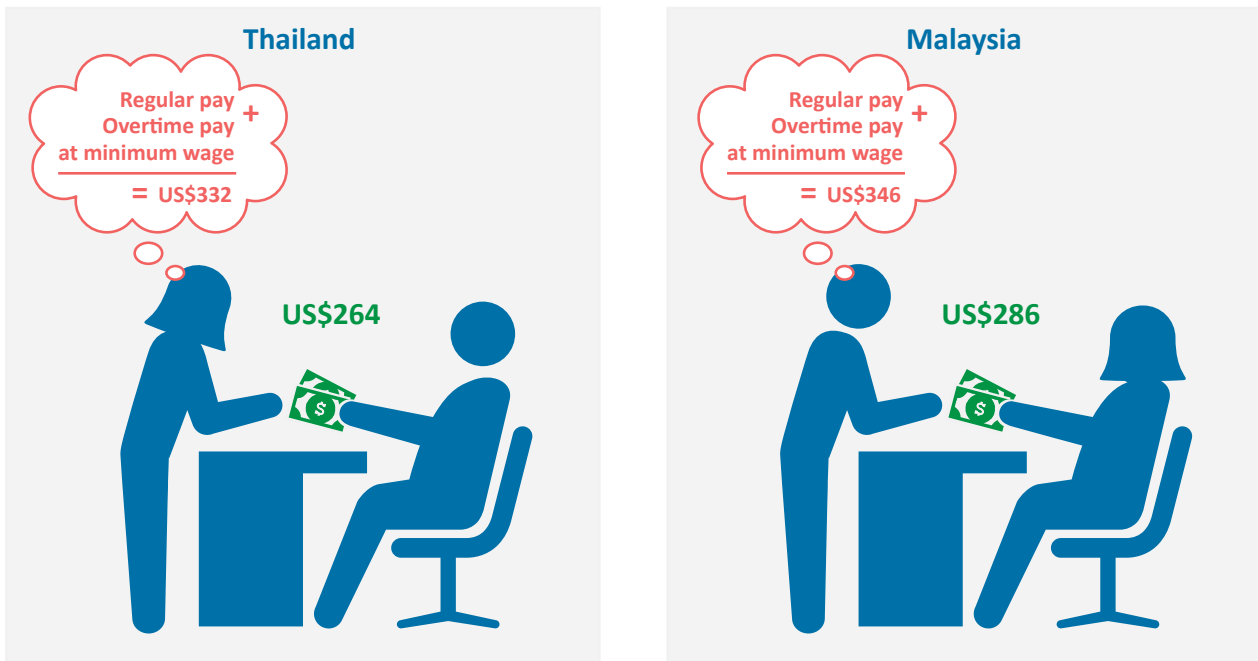 Thailand
Regular pay +
Overtime pay
at minimum wage
= US$332
US$264
$
Malaysia
Regular pay +
Overtime pay
at minimum wage
= US$346
US$286
$